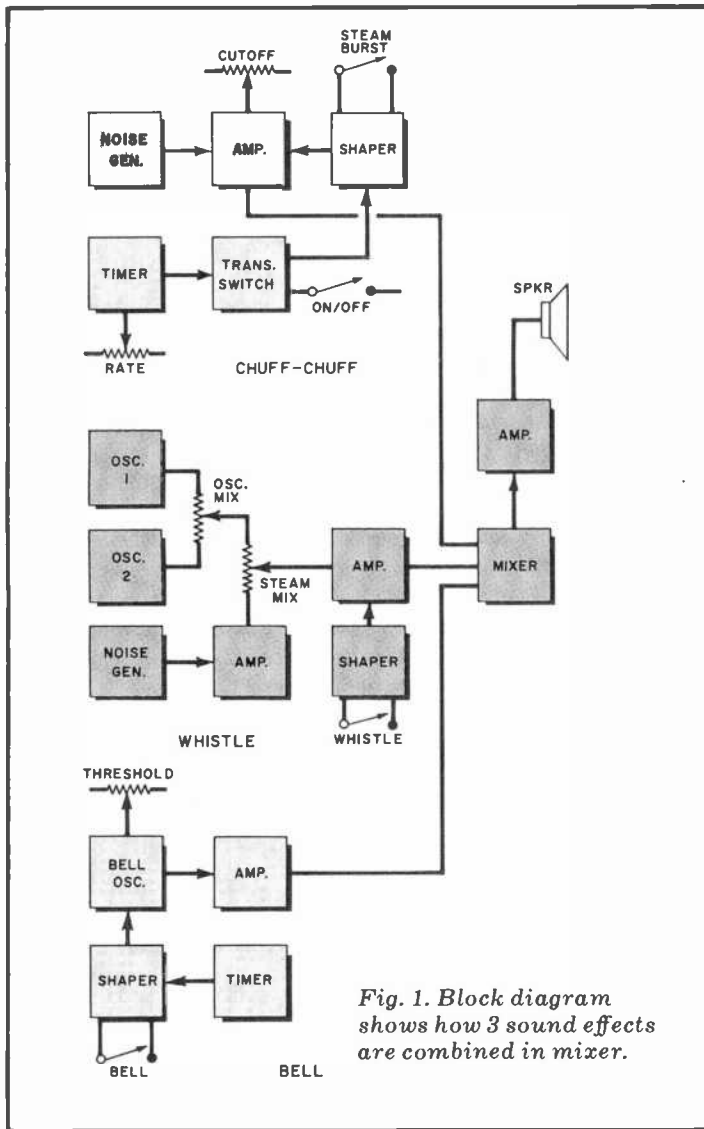 CUTOFF
STEAM
BURST
NOISE
GEN.
AMP.
SHAPER
TIMER
TRANS.
SWITCH
ON/OFF
RATE
CHUFF-CHUFF
SPKR
AMP.
OSC.
1
OSC.
MIX
OSC.
2
STEAM
MIX
AMP.
MIXER
NOISE
GEN.
AMP.
SHAPER
WHISTLE
WHISTLE
THRESHOLD
BELL
OSC.
AMP.
SHAPER
TIMER
BELL
BELL
Fig. 1. Block diagram
shows how 3 sound effects
are combined in mixer.